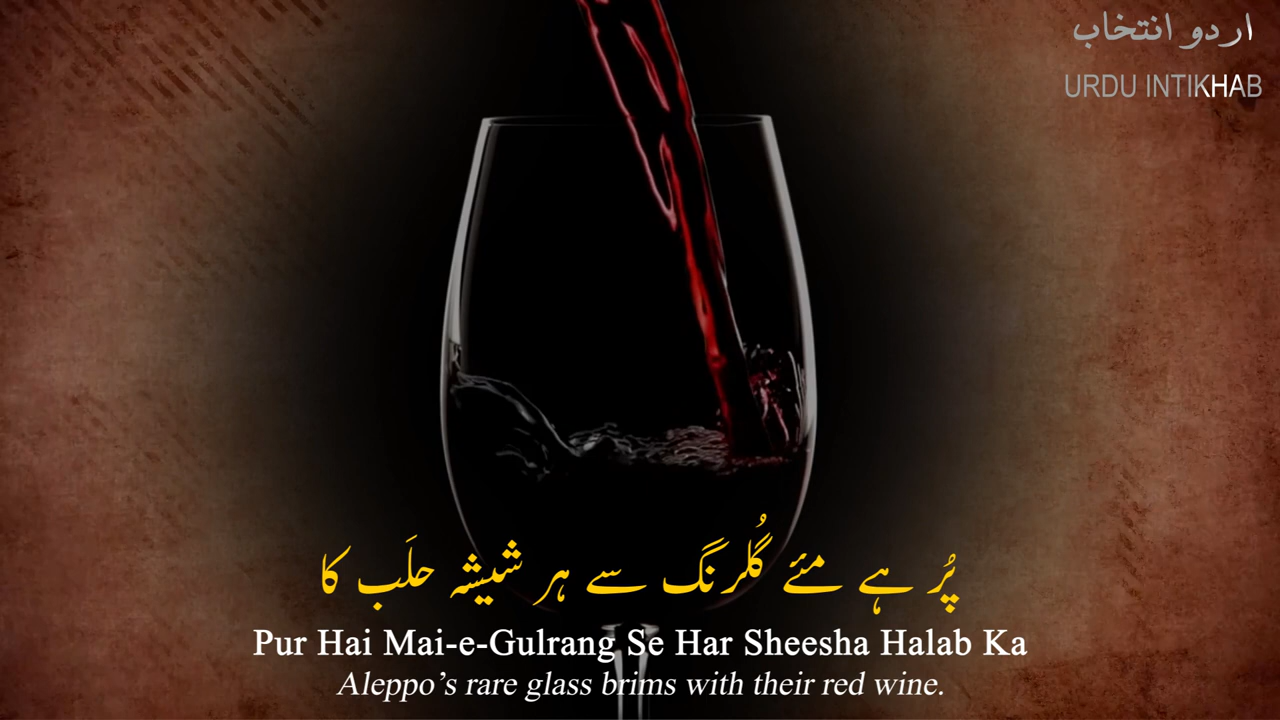 اردو انتخاب
URDU INTIKHAB
پُر ہے مئے گُلرنگ سے ہر شیشہ حلَب کا
Pur Hai Mai-e-Gulrang Se Har Sheesha Halab Ka
Aleppo's rare glass brims with their red wine.